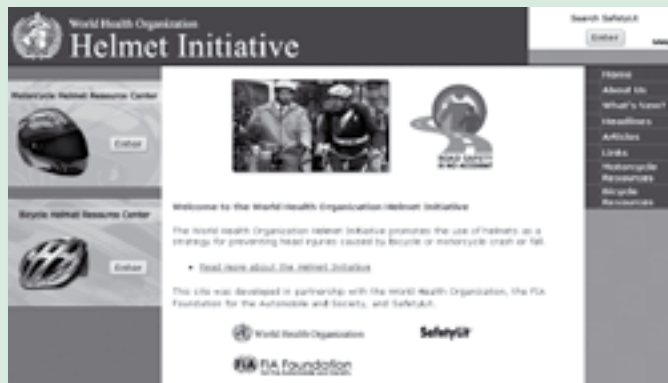 World Health Organization
Helmet Initiative
Search SafetyLit
Enter
Motorcycle Helmet Resource Center
Enter
Bicycle Helmet Resource Center
Enter
ROAD SAFETY
IS NO ACCIDENT
Home
About Us
What's New?
Headlines
Articles
Links
Motorcycle
Resources
Bicycle
Resources
Welcome to the World Health Organization Helmet Initiative
The World Health Organization Helmet Initiative promotes the use of helmets as a
strategy for preventing head injuries caused by bicycle or motorcycle crash or fall.
Read more about the Helmet Initiative
This site was developed in partnership with the World Health Organization, the FIA
Foundation for the Automobile and Society, and SafetyLit.
World Health Organization
SafetyLit
FIA FIA Foundation